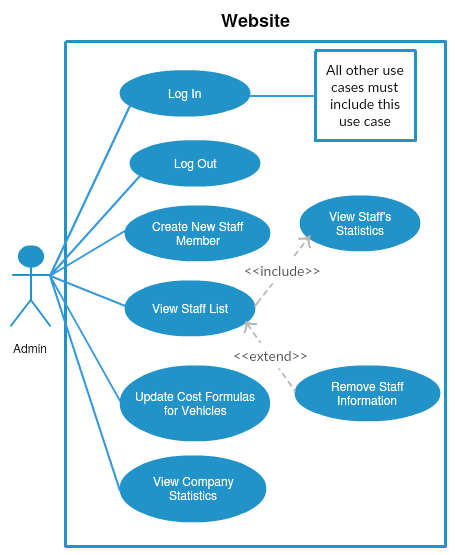 Website
Log In
All other use
cases must
include this
use case
Log Out
Create New Staff
Member
View Staff's
Statistics
<<include>>
View Staff List
Admin
<<extend>>
Update Cost Formulas
for Vehicles
Remove Staff
Information
View Company
Statistics